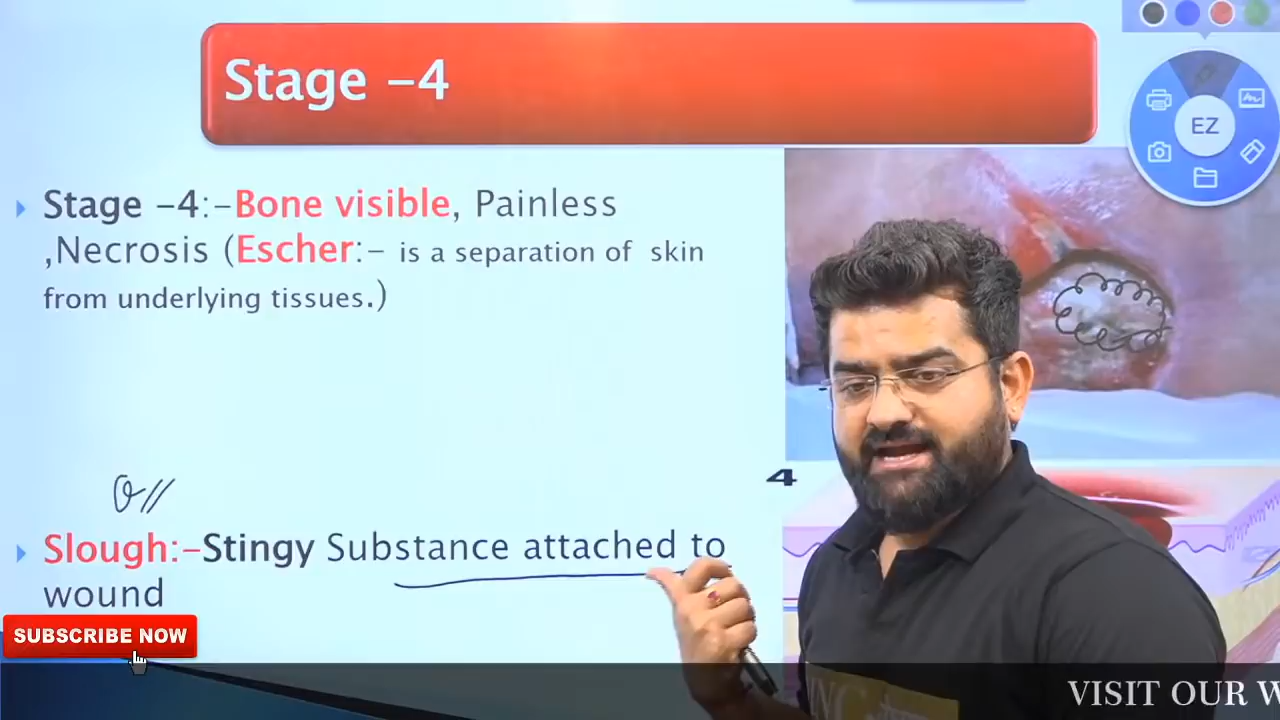 Stage -4
EZ
Stage -4:-Bone visible, Painless
,Necrosis (Escher:- is a separation of skin
from underlying tissues.)
4
Slough:-Stingy Substance attached to
wound
SUBSCRIBE NOW
VISIT OUR W